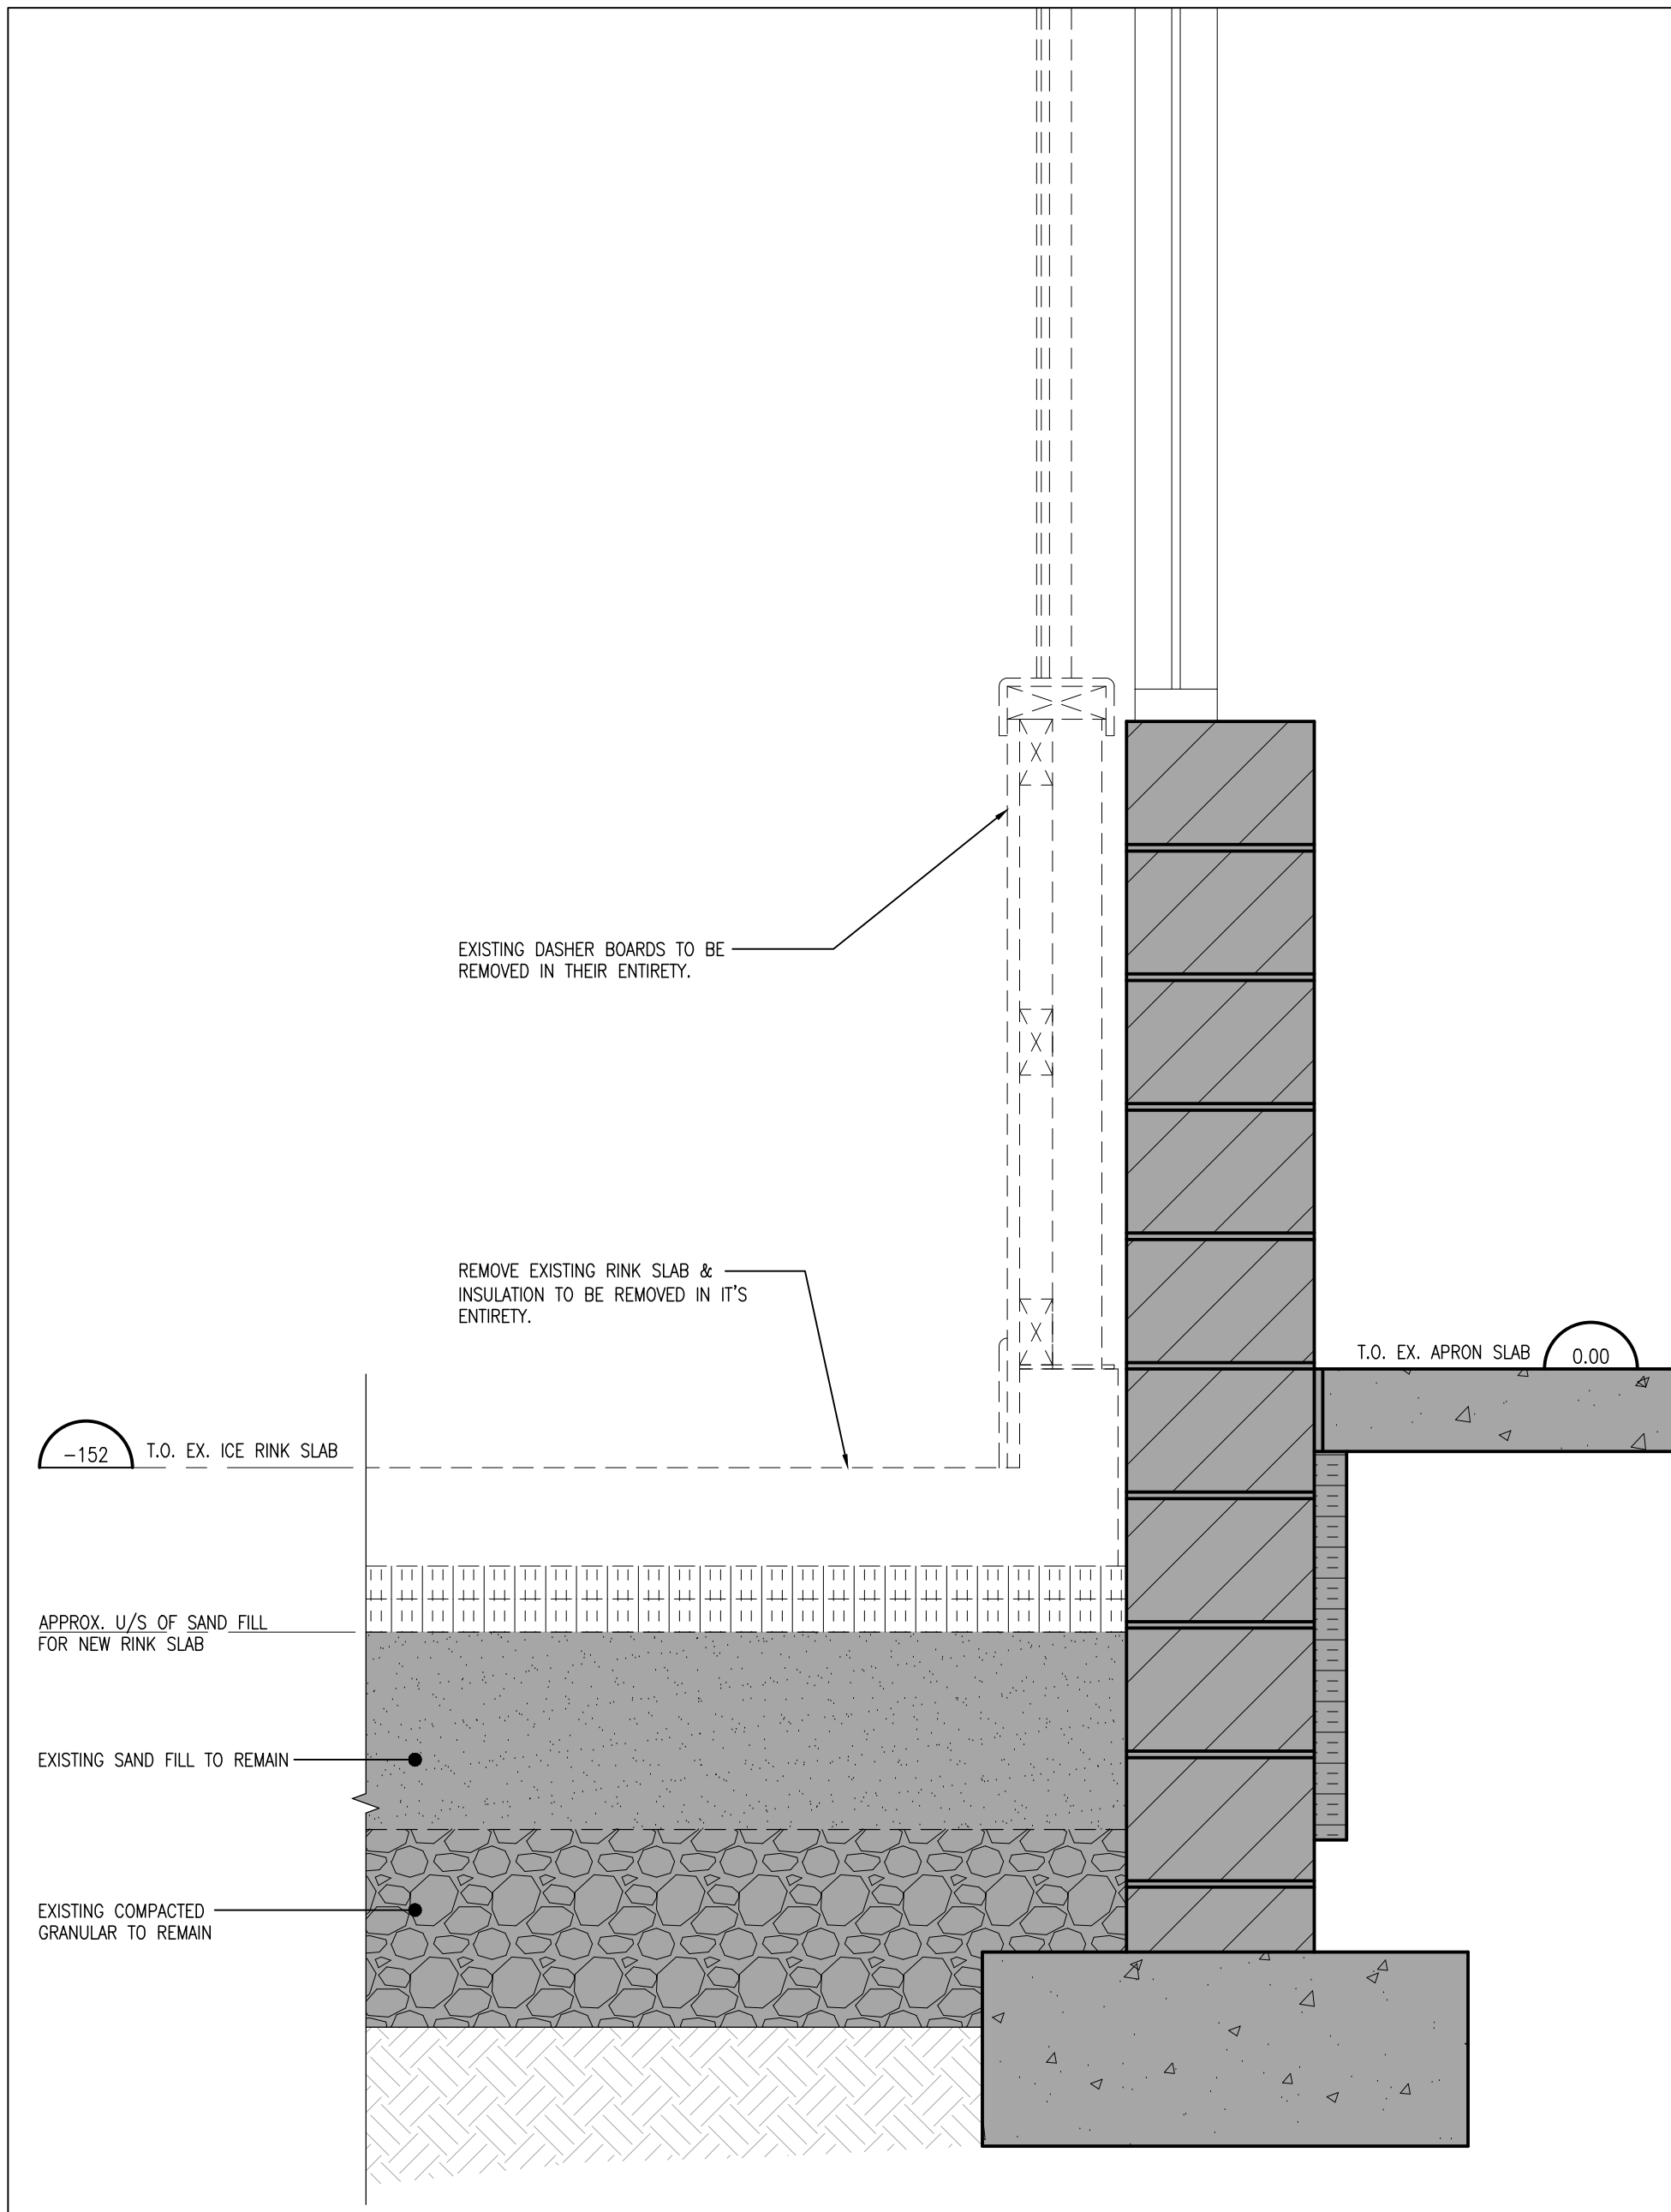 EXISTING DASHER BOARDS TO BE
REMOVED IN THEIR ENTIRETY.
REMOVE EXISTING RINK SLAB &
INSULATION TO BE REMOVED IN IT'S
ENTIRETY.
T.O. EX. APRON SLAB
0.00
-152
T.O. EX. ICE RINK SLAB
APPROX. U/S OF SAND FILL
FOR NEW RINK SLAB
EXISTING SAND FILL TO REMAIN
EXISTING COMPACTED
GRANULAR TO REMAIN